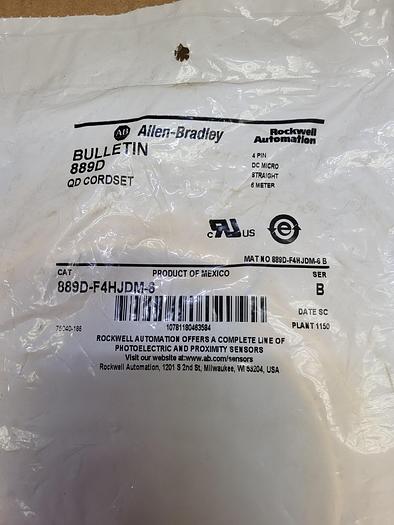 AB Allen-Bradley
Rockwell Automation
BULLETIN
889D
QD CORDSET
4 PIN
DC MICRO
STRAIGHT
6 METER
c RU US
e
MAT NO 889D-F4HJDM-6 B
CAT
PRODUCT OF MEXICO
SER
889D-F4HJDM-6
B
DATE SC
75040-186
10781180463584
PLANT 1150
ROCKWELL AUTOMATION OFFERS A COMPLETE LINE OF
PHOTOELECTRIC AND PROXIMITY SENSORS
Visit our website at:www.ab.com/sensors
Rockwell Automation, 1201 S 2nd St, Milwaukee, WI 53204, USA